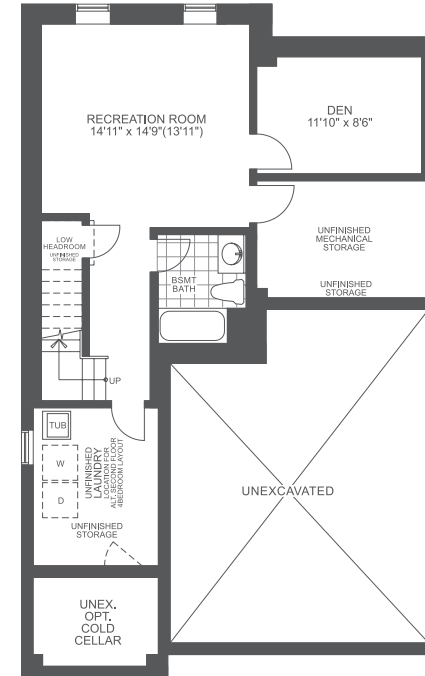 RECREATION ROOM
14'11" x 14'9"(13'11")
DEN
11'10" x 8'6"
LOW
HEADROOM
UNFINISHED
STORAGE
UNFINISHED
MECHANICAL
STORAGE
UNFINISHED
STORAGE
BSMT
BATH
UP
TUB
W
D
UNFINISHED
LAUNDRY
LOCATION FOR
ALT. SECOND FLOOR
4BEDROOM LAYOUT
UNFINISHED
STORAGE
UNEXCAVATED
UNEX.
OPT.
COLD
CELLAR